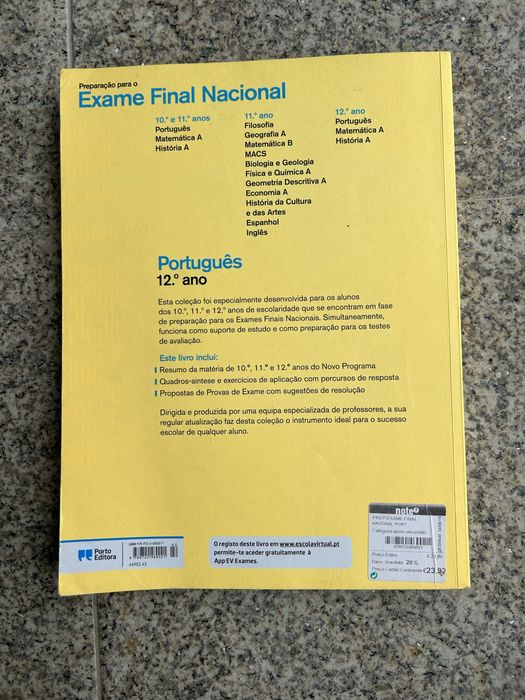 Preparação para o
Exame Final Nacional
10.º e 11.º anos
Português
Matemática A
História A
11.º ano
Filosofia
Geografia A
Matemática B
MACS
Biologia e Geologia
Física e Química A
Geometria Descritiva A
Economia A
História da Cultura
e das Artes
Espanhol
Inglês
12.º ano
Português
Matemática A
História A
Português
12.º ano
Esta coleção foi especialmente desenvolvida para os alunos
dos 10.º, 11.º e 12.º anos de escolaridade que se encontram em fase
de preparação para os Exames Finais Nacionais. Simultaneamente,
funciona como suporte de estudo e como preparação para os testes
de avaliação.
Este livro inclui:
Resumo da matéria de 10.º, 11.º e 12.º anos do Novo Programa
Quadros-síntese e exercícios de aplicação com percursos de resposta
Propostas de Provas de Exame com sugestões de resolução
Dirigida e produzida por uma equipa especializada de professores, a sua
regular atualização faz desta coleção o instrumento ideal para o sucesso
escolar de qualquer aluno.
Porto
Editora
O registo deste livro em www.escolavirtual.pt
permite-te aceder gratuitamente à
App EV Exames.
note!
PREP.EXAME FINAL
NACIONAL PORT
Preço Editor
Desc. Imediato 20 %
Preço Cartão Continente €23,92